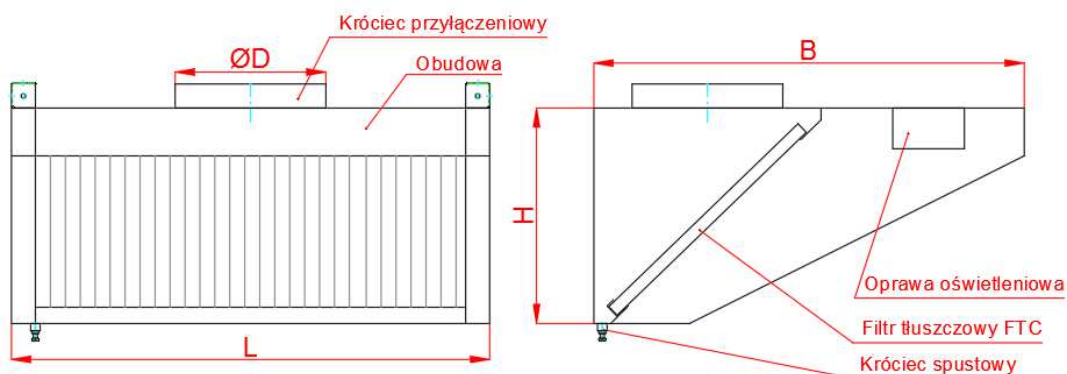 Króciec przyłączeniowy
ØD
Obudowa
B
H
L
Oprawa oświetleniowa
Filtr tłuszczowy FTC
Króciec spustowy